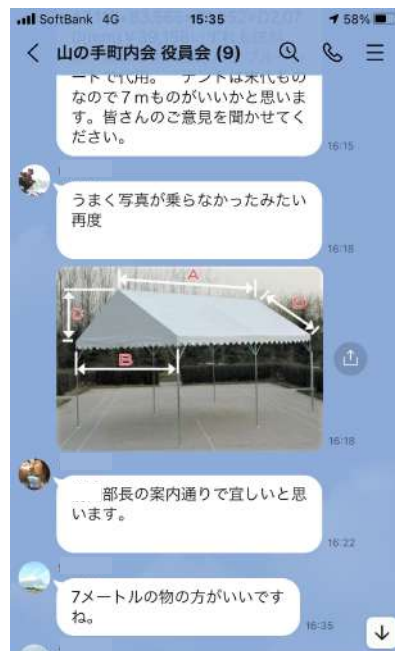 SoftBank 4G 15:35 58%
山の手町内会 役員会 (9)
ードで代用。 テントは末代もの
なので７ｍものがいいかと思いま
す。皆さんのご意見を聞かせてく
ださい。
16:15
うまく写真が乗らなかったみたい
再度
16:18
A
B
16:18
部長の案内通りで宜しいと思
います。
16:22
7メートルの物の方がいいです
ね。
16:35